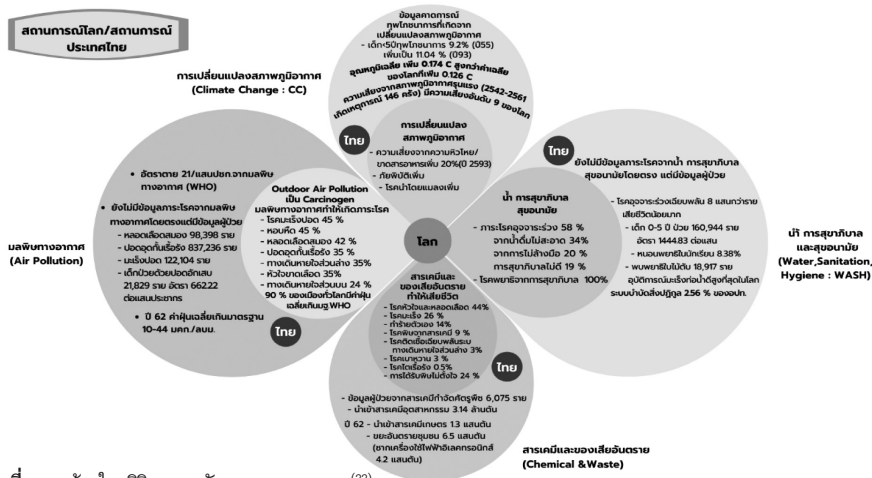 สถานการณ์โลก/สถานการณ์
ประเทศไทย
ข้อมูลคาดการณ์
ทุพโภชนาการที่เกิดจาก
เปลี่ยนแปลงสภาพภูมิอากาศ
- เด็ก<5ปีทุพโภชนาการ 9.2% (ปี55)
เพิ่มเป็น 11.04 % (ปี93)
อุณหภูมิเฉลี่ย เพิ่ม 0.174 C สูงกว่าค่าเฉลี่ย
ของโลกที่เพิ่ม 0.126 C
ความเสี่ยงจากสภาพภูมิอากาศรุนแรง (2542-2561
เกิดเหตุการณ์ 146 ครั้ง) มีความเสี่ยงอันดับ 9 ของโลก
การเปลี่ยนแปลงสภาพภูมิอากาศ
(Climate Change : CC)
ไทย
การเปลี่ยนแปลง
สภาพภูมิอากาศ
- ความเสี่ยงจากความหิวโหย/
ขาดสารอาหารเพิ่ม 20%(ปี 2593)
- ภัยพิบัติเพิ่ม
- โรคนำโดยแมลงเพิ่ม
มลพิษทางอากาศ
(Air Pollution)
• อัตราตาย 21/แสนปชก.จากมลพิษ
ทางอากาศ (WHO)
• ยังไม่มีข้อมูลภาระโรคจากมลพิษ
ทางอากาศโดยตรงแต่มีข้อมูลผู้ป่วย
- หลอดเลือดสมอง 98,398 ราย
- ปอดอุดกั้นเรื้อรัง 837,236 ราย
- มะเร็งปอด 122,104 ราย
- เด็กป่วยด้วยปอดอักเสบ
21,829 ราย อัตรา 662.22
ต่อแสนประชากร
• ปี 62 ค่าฝุ่นเฉลี่ยเกินมาตรฐาน
10-44 มคก./ลบม.
ไทย
Outdoor Air Pollution
เป็น Carcinogen
มลพิษทางอากาศทำให้เกิดภาระโรค
- โรคมะเร็งปอด 45 %
- หอบหืด 45 %
- หลอดเลือดสมอง 42 %
- ปอดอุดกั้นเรื้อรัง 35 %
- ทางเดินหายใจส่วนล่าง 35%
- หัวใจขาดเลือด 35%
- ทางเดินหายใจส่วนบน 24 %
90 % ของเมืองทั่วโลกมีค่าฝุ่น
เฉลี่ยเกินมฐ.WHO
โลก
น้ำ การสุขาภิบาล
สุขอนามัย
- ภาระโรคอุจจาระร่วง 58 %
จากน้ำดื่มไม่สะอาด 34%
จากการไม่ล้างมือ 20 %
การสุขาภิบาลไม่ดี 19 %
- โรคพยาธิจากการสุขาภิบาล 100%
ไทย
ยังไม่มีข้อมูลภาระโรคจากน้ำ การสุขาภิบาล
สุขอนามัยโดยตรง แต่มีข้อมูลผู้ป่วย
- โรคอุจจาระร่วงเฉียบพลัน 8 แสนกว่าราย
เสียชีวิตน้อยมาก
- เด็ก 0-5 ปี ป่วย 160,944 ราย
อัตรา 1444.83 ต่อแสน
- หนอนพยาธิในนักเรียน 8.38%
- พบพยาธิใบไม้ตับ 18,917 ราย
อุบัติการณ์มะเร็งท่อน้ำดีสูงที่สุดในโลก
ระบบบำบัดสิ่งปฏิกูล 2.56 % ของอปท.
น้ำ การสุขาภิบาล
และสุขอนามัย
(Water,Sanitation,
Hygiene : WASH)
สารเคมีและ
ของเสียอันตราย
ทำให้เสียชีวิต
- โรคหัวใจและหลอดเลือด 44%
- โรคมะเร็ง 26 %
- ทำร้ายตัวเอง 14%
- โรคพิษจากสารเคมี 9 %
- โรคติดเชื้อเฉียบพลันระบบ
ทางเดินหายใจส่วนล่าง 3%
- โรคเบาหวาน 3 %
- โรคไตเรื้อรัง 0.5%
- การได้รับพิษไม่ตั้งใจ 24 %
ไทย
- ข้อมูลผู้ป่วยจากสารเคมีกำจัดศัตรูพืช 6,075 ราย
- นำเข้าสารเคมีอุตสาหกรรม 3.14 ล้านตัน
ปี 62 - นำเข้าสารเคมีเกษตร 1.3 แสนตัน
- ขยะอันตรายชุมชน 6.5 แสนตัน
(ซากเครื่องใช้ไฟฟ้าอิเลคทรอนิกส์
4.2 แสนตัน)
สารเคมีและของเสียอันตราย
(Chemical &Waste)